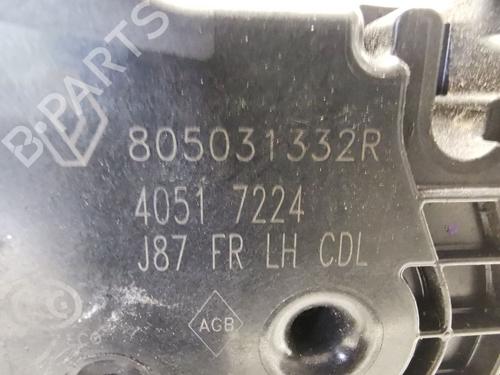 B-PARTS
805031332R
4051 7224
J87 FR LH CDL
AGB